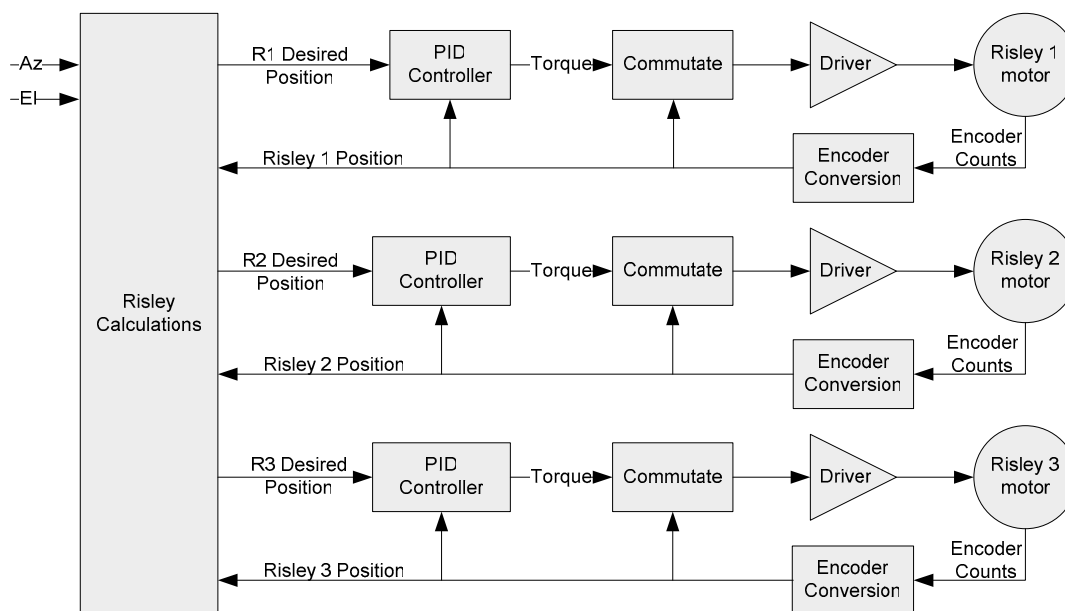 Az
El
Risley
Calculations
R1 Desired
Position
PID
Controller
Torque
Commutate
Driver
Risley 1
motor
Risley 1 Position
Encoder
Conversion
Encoder
Counts
R2 Desired
Position
PID
Controller
Torque
Commutate
Driver
Risley 2
motor
Risley 2 Position
Encoder
Conversion
Encoder
Counts
R3 Desired
Position
PID
Controller
Torque
Commutate
Driver
Risley 3
motor
Risley 3 Position
Encoder
Conversion
Encoder
Counts